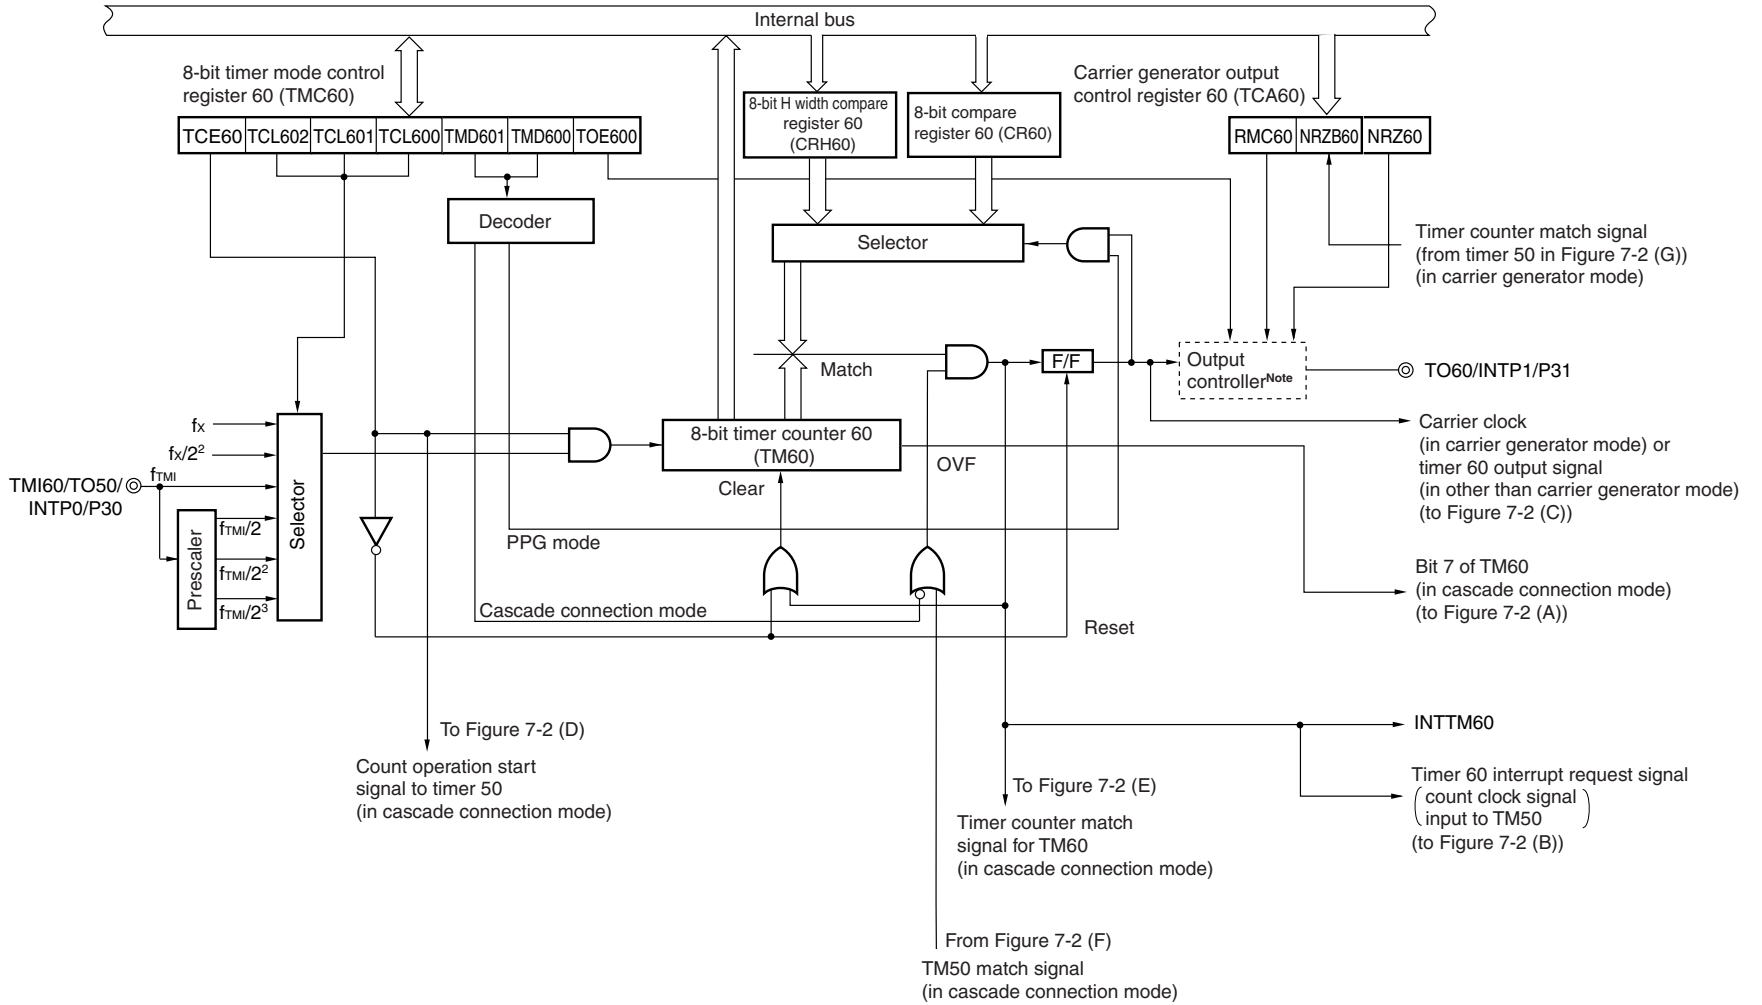 Internal bus
8-bit timer mode control
register 60 (TMC60)
TCE60 TCL602 TCL601 TCL600 TMD601 TMD600 TOE600
8-bit H width compare
register 60
(CRH60)
8-bit compare
register 60 (CR60)
Carrier generator output
control register 60 (TCA60)
RMC60 NRZB60 NRZ60
Decoder
Selector
Timer counter match signal
(from timer 50 in Figure 7-2 (G))
(in carrier generator mode)
Match
F/F
Output
controllerNote
TO60/INTP1/P31
fX
fX/2²
fTMI
TMI60/TO50/
INTP0/P30
Prescaler
fTMI/2
fTMI/2²
fTMI/2³
Selector
8-bit timer counter 60
(TM60)
OVF
Clear
PPG mode
Cascade connection mode
Reset
Carrier clock
(in carrier generator mode) or
timer 60 output signal
(in other than carrier generator mode)
(to Figure 7-2 (C))
Bit 7 of TM60
(in cascade connection mode)
(to Figure 7-2 (A))
To Figure 7-2 (D)
Count operation start
signal to timer 50
(in cascade connection mode)
INTTM60
To Figure 7-2 (E)
Timer counter match
signal for TM60
(in cascade connection mode)
Timer 60 interrupt request signal
(count clock signal
input to TM50)
(to Figure 7-2 (B))
From Figure 7-2 (F)
TM50 match signal
(in cascade connection mode)